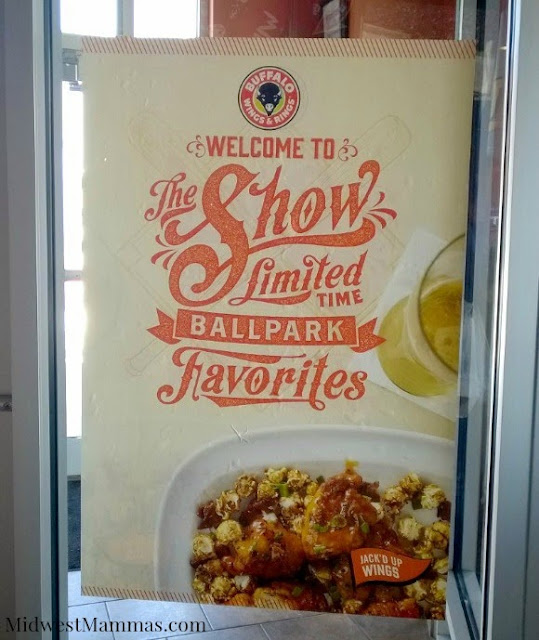 BUFFALO
WINGS & RINGS
WELCOME TO
The
Show
Limited
TIME
BALLPARK
Favorites
JACK'D UP
WINGS
MidwestMammas.com